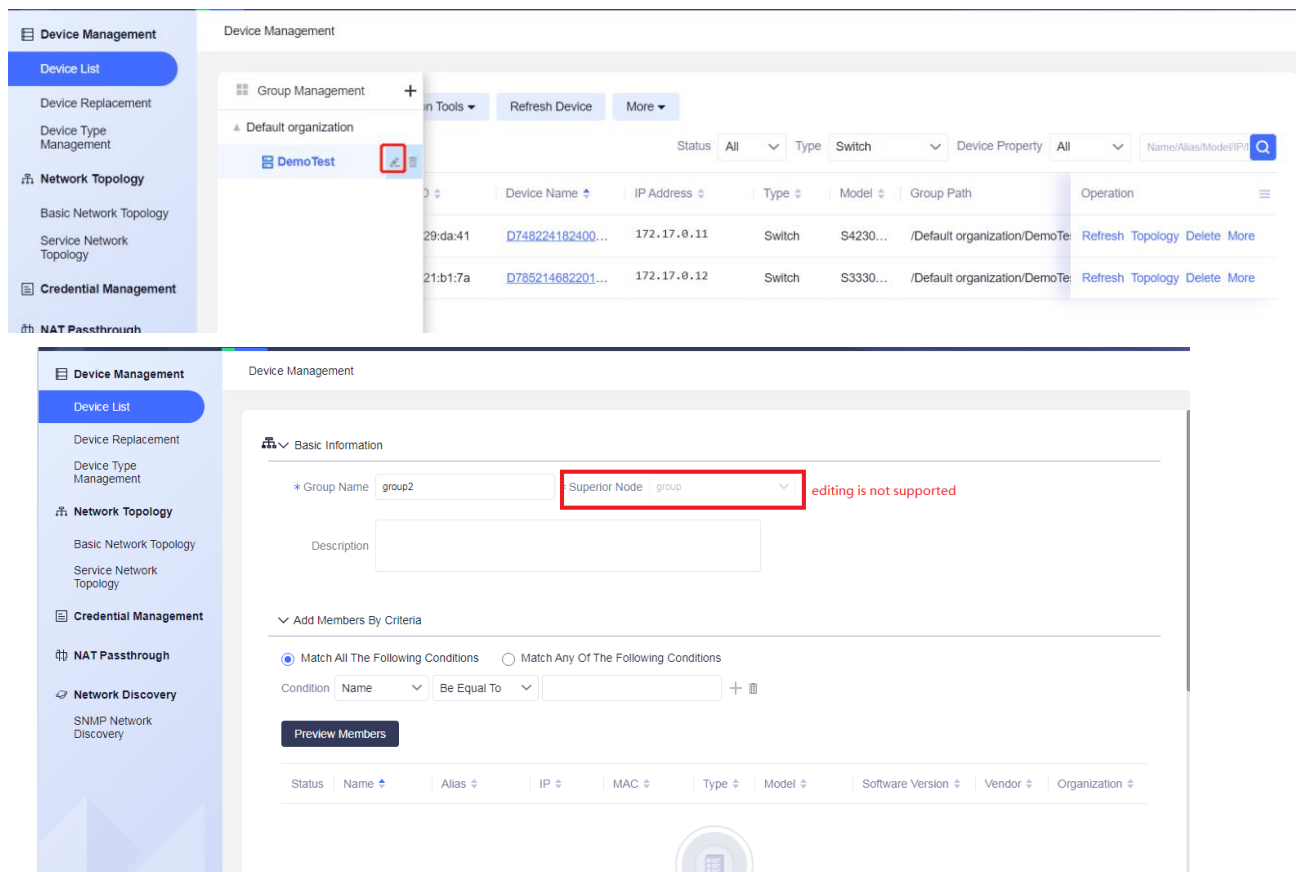 Device Management
Device List
Device Replacement
Device Type
Management
Network Topology
Basic Network Topology
Service Network
Topology
Credential Management
NAT Passthrough
Device Management
Group Management
Default organization
DemoTest
n Tools Refresh Device More
Status All Type Switch Device Property All Name/Alias/Model/IP/
Device Name IP Address Type Model Group Path Operation
29:da:41 D748224182400... 172.17.0.11 Switch S4230... /Default organization/DemoTe Refresh Topology Delete More
21:b1:7a D785214682201... 172.17.0.12 Switch S3330... /Default organization/DemoTe Refresh Topology Delete More
Device Management
Device List
Device Replacement
Device Type
Management
Network Topology
Basic Network Topology
Service Network
Topology
Credential Management
NAT Passthrough
Network Discovery
SNMP Network
Discovery
Device Management
Basic Information
* Group Name group2 Superior Node group editing is not supported
Description
Add Members By Criteria
Match All The Following Conditions Match Any Of The Following Conditions
Condition Name Be Equal To
Preview Members
Status Name Alias IP MAC Type Model Software Version Vendor Organization